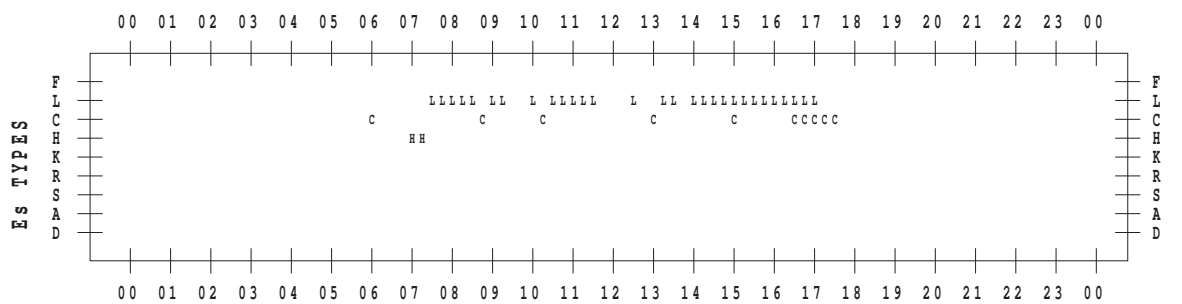 00 01 02 03 04 05 06 07 08 09 10 11 12 13 14 15 16 17 18 19 20 21 22 23 00
F F
L LLLLL LL L LLLLL L LL LLLLLLLLLLLLL L
C C C C C C CCCCC C
H HH H
K K
R R
S S
A A
D D
Es TYPES
00 01 02 03 04 05 06 07 08 09 10 11 12 13 14 15 16 17 18 19 20 21 22 23 00